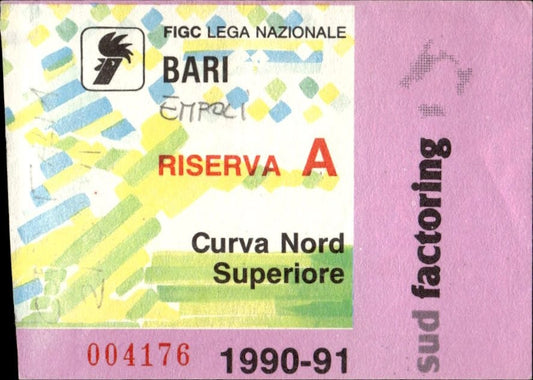 FIGC LEGA NAZIONALE
BARI
EMPOLI
RISERVA A
Curva Nord
Superiore
004176 1990-91
sud factoring